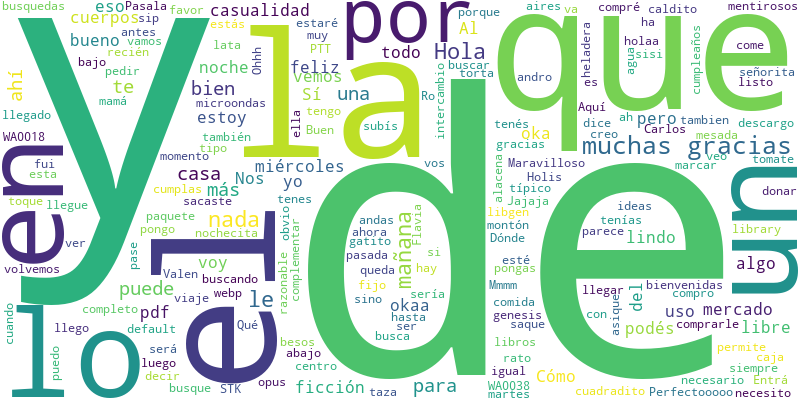 busquedas
eso
Pasala
favor
casualidad
estás
estaré
porque
aires
va
compré
caldito
mentirosos
cuerpos
sip
antes
vamos
bueno
recién
lata
Ohhh
muy
PTT
por
Al
Hola
que
andro
ha
holaa
heladera
es
agua
sisi
cumpleaños
come
señorita
listo
y
la
bajo
noche
feliz
todo
vemos
buscar
torta
ahí
te
pedir
mamá
bien
Sí
una
intercambio
Ro
llegado
microondas
ella
tengo
Buen
subís
tenés
gracias
oka
Aquí
ah
dice
creo
pero
Carlos
tambien
mesada
descargo
WA0018
también
tipo
estoy
muchas gracias
fui
esta
en
momento
casa
miércoles
vos
alacena
Maravilloso
Holis
típico
Jajaja
marcar
veo
tomate
donar
toque
llegue
cumplas
más
Nos
yo
sacaste
tenes
obvio
complementar
razonable
paquete
pongo
nada
nochecita
el
de
andas
ahora
gatito
pasada
queda
fijo
sino
mañana
Flavia
si
hay
sería
libgen
montón
Dónde
ideas
tenías
parece
lindo
library
un
ver
volvemos
pase
puede
voy
buscando
Valen
viaje
webp
le
Qué
okaa
hasta
ser
busca
esté
pongas
Mmmm
comida
genesis
saque
llegar
bienvenidas
compro
del
algo
lo
cuando
completo
pdf
default
llego
puedo
será
luego
decir
busque
STK
opus
besos
abajo
centro
ficción
taza
para
libros
rato
igual
WA0038
martes
con
asique
uso
mercado
podés
comprarle
libre
permite
caja
siempre
necesario
Entrá
Cómo
cuadradito
Perfectooooo
necesito